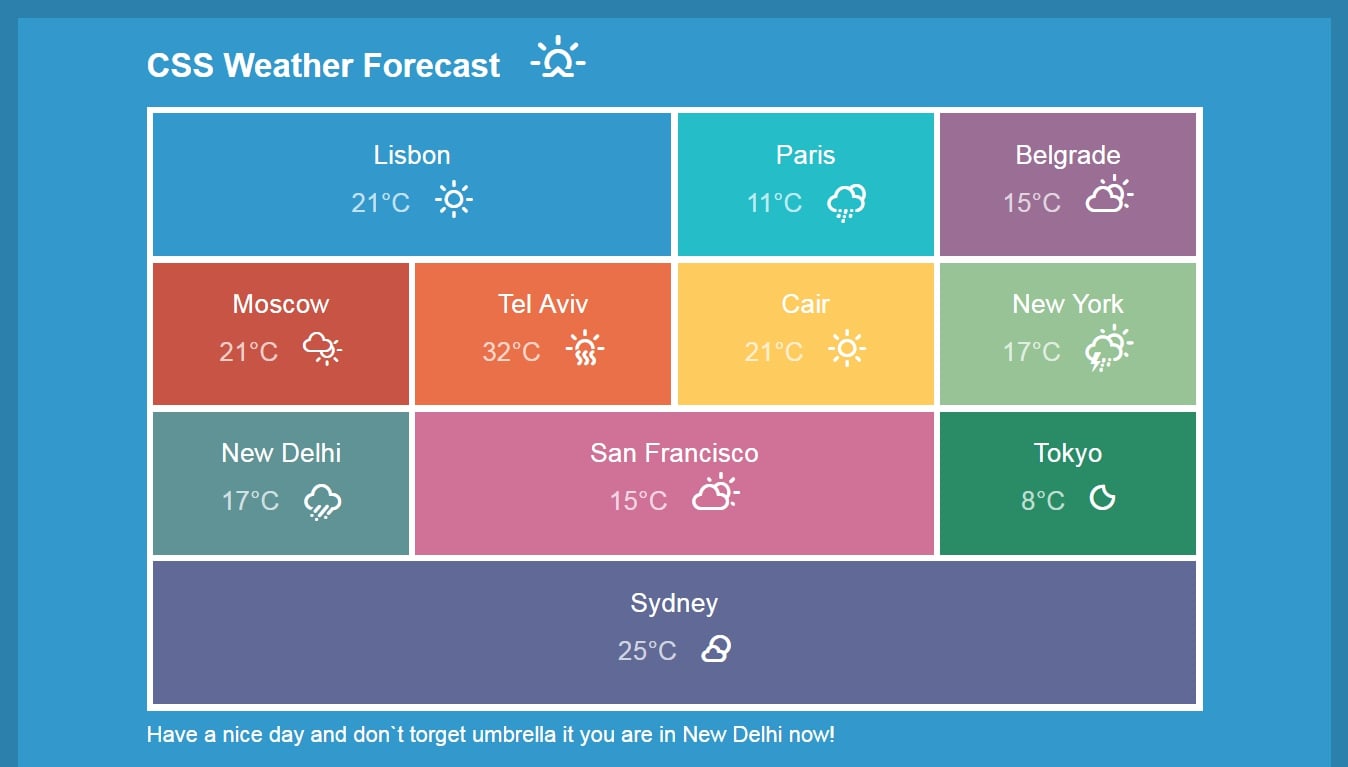 CSS Weather Forecast
Lisbon
21°C
Paris
11°C
Belgrade
15°C
Moscow
21°C
Tel Aviv
32°C
Cair
21°C
New York
17°C
New Delhi
17°C
San Francisco
15°C
Tokyo
8°C
Sydney
25°C
Have a nice day and don`t torget umbrella it you are in New Delhi now!